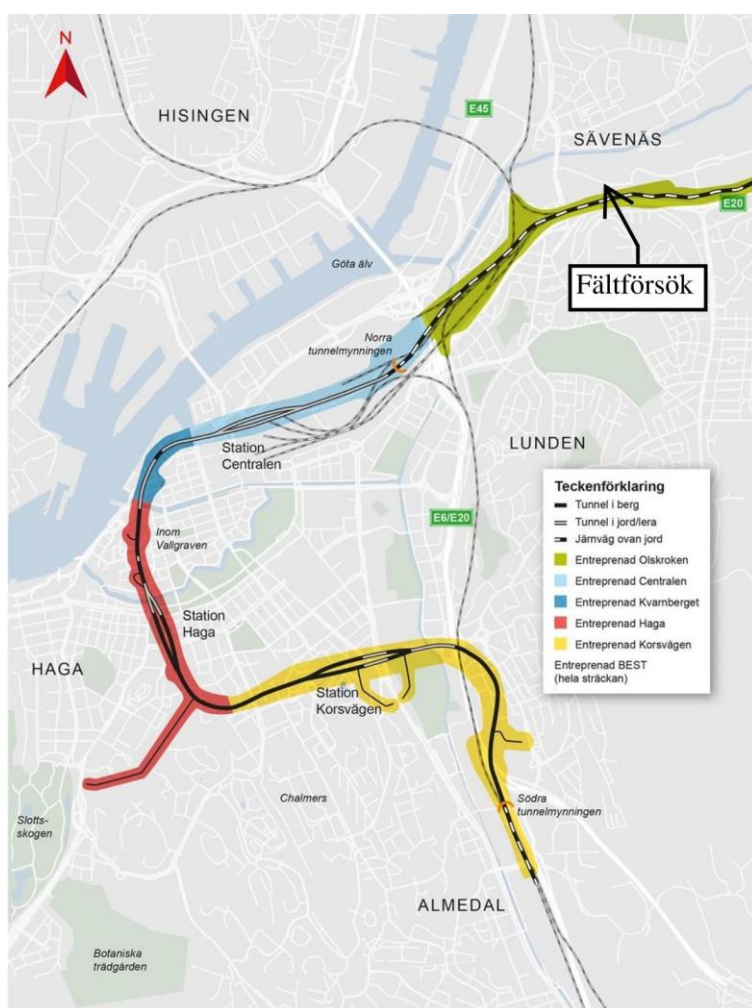 N
HISINGEN
E45
SÄVENÄS
E20
Göta älv
Fältförsök
Norra
tunnelmynningen
LUNDEN
Station
Centralen
Teckenförklaring
Tunnel i berg
Tunnel i jord/lera
Järnväg ovan jord
Entreprenad Olskroken
Entreprenad Centralen
Entreprenad Kvarnberget
Entreprenad Haga
Entreprenad Korsvägen
Entreprenad BEST
(hela sträckan)
E6/E20
Inom
Vallgraven
Station
Haga
HAGA
Station
Korsvägen
Södra
tunnelmynningen
Chalmers
Slotts-
skogen
ALMEDAL
Botaniska
trädgården